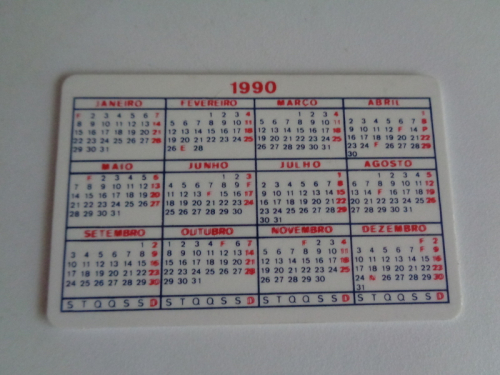 1990
JANEIRO
F 2 3 4 5 6 7
8 9 10 11 12 13 14
15 16 17 18 19 20 21
22 23 24 25 26 27 28
29 30 31
FEVEREIRO
1 2 3 4
5 6 7 8 9 10 11
12 13 14 15 16 17 18
19 20 21 22 23 24 25
26 E 28
MARÇO
1 2 3 4
5 6 7 8 9 10 11
12 13 14 15 16 17 18
19 20 21 22 23 24 25
26 27 28 29 30 31
ABRIL
1
2 3 4 5 6 7 8
9 10 11 12 F 14 P
16 17 18 19 20 21 22
23 24 F 26 27 28 29
30
MAIO
F 2 3 4 5 6
7 8 9 10 11 12 13
14 15 16 17 18 19 20
21 22 23 24 25 26 27
28 29 30 31
JUNHO
1 2 3
4 5 6 7 8 9 F
11 12 13 F 15 16 17
18 19 20 21 22 23 24
25 26 27 28 29 30
JULHO
1
2 3 4 5 6 7 8
9 10 11 12 13 14 15
16 17 18 19 20 21 22
23 24 25 26 27 28 29
30 31
AGOSTO
1 2 3 4 5
6 7 8 9 10 11 12
13 14 F 16 17 18 19
20 21 22 23 24 25 26
27 28 29 30 31
SETEMBRO
1 2
3 4 5 6 7 8 9
10 11 12 13 14 15 16
17 18 19 20 21 22 23
24 25 26 27 28 29 30
OUTUBRO
1 2 3 4 F 6 7
8 9 10 11 12 13 14
15 16 17 18 19 20 21
22 23 24 25 26 27 28
29 30 31
NOVEMBRO
F 2 3 4
5 6 7 8 9 10 11
12 13 14 15 16 17 18
19 20 21 22 23 24 25
26 27 28 29 30
DEZEMBRO
F 2
3 4 5 6 7 F 9
10 11 12 13 14 15 16
17 18 19 20 21 22 23
24 N 26 27 28 29 30
31
S T Q Q S S D S T Q Q S S D S T Q Q S S D S T Q Q S S D